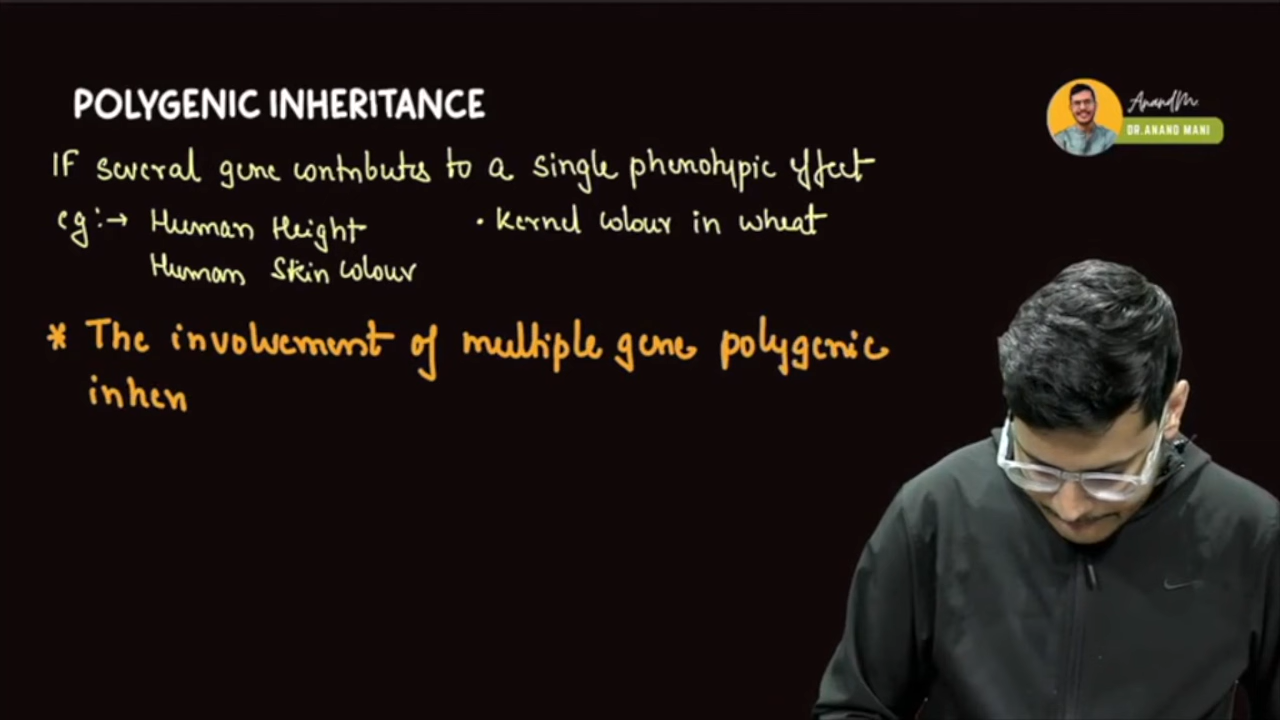 POLYGENIC INHERITANCE
AnandM.
DR. ANAND MANI
IF several gene contributes to a single phenotypic effect
eg:→ Human Height • Kernel colour in wheat
Human Skin colour
* The involvement of multiple gene polygenic
inher